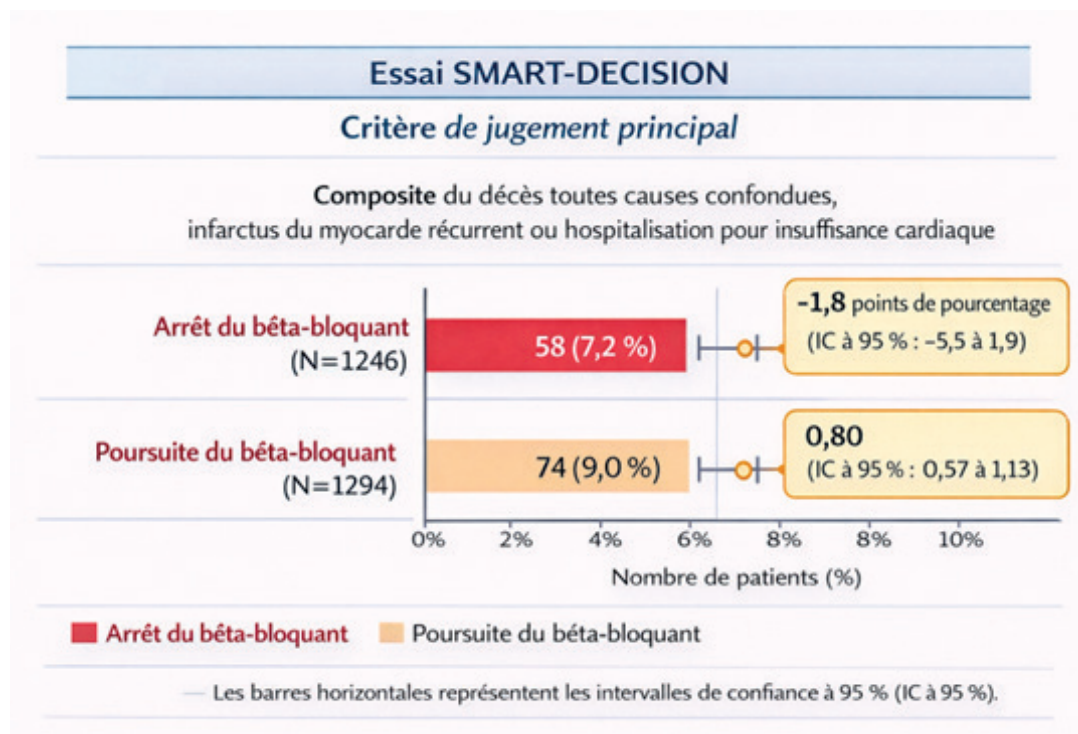 Essai SMART-DECISION
Critère de jugement principal
Composite du décès toutes causes confondues,
infarctus du myocarde récurrent ou hospitalisation pour insuffisance cardiaque
Arrêt du bêta-bloquant
(N=1246)
58 (7,2 %)
-1,8 points de pourcentage
(IC à 95 % : -5,5 à 1,9)
Poursuite du bêta-bloquant
(N=1294)
74 (9,0 %)
0,80
(IC à 95 % : 0,57 à 1,13)
0% 2% 4% 6% 8% 8% 10%
Nombre de patients (%)
Arrêt du bêta-bloquant
Poursuite du béta-bloquant
Les barres horizontales représentent les intervalles de confiance à 95 % (IC à 95 %).